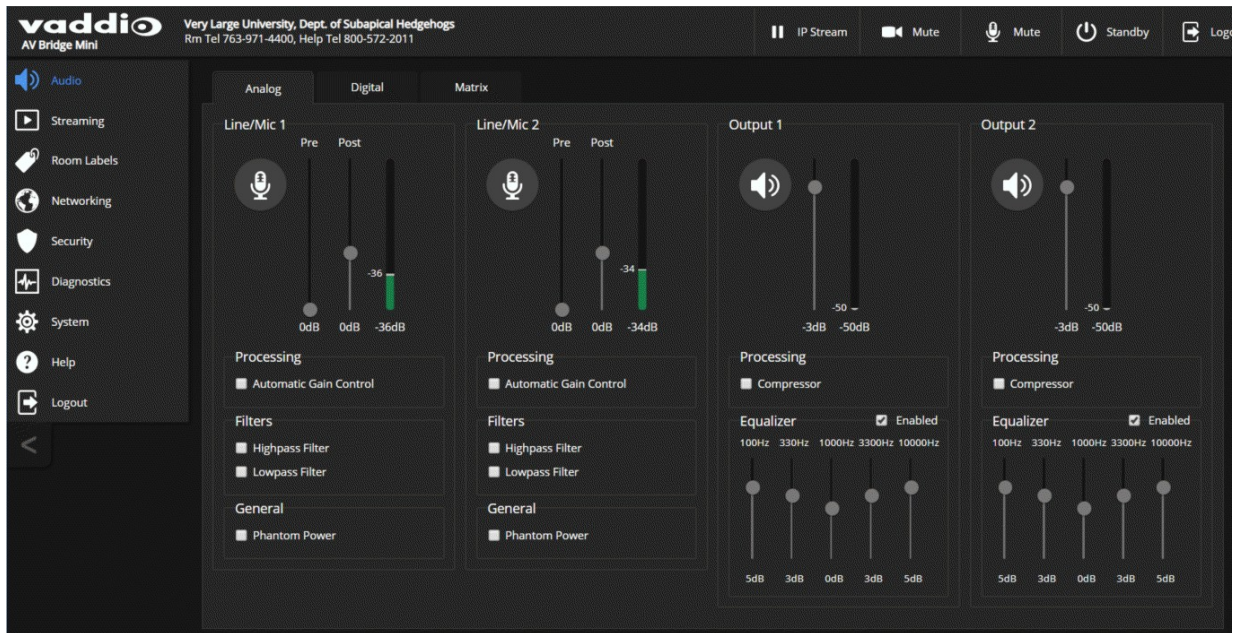 vaddio
AV Bridge Mini
Very Large University, Dept. of Subapical Hedgehogs
Rm Tel 763-971-4400, Help Tel 800-572-2011
IP Stream
Mute
Mute
Standby
Logo
Audio
Streaming
Room Labels
Networking
Security
Diagnostics
System
Help
Logout
<
Analog Digital Matrix
Line/Mic 1
Pre Post
-36
0dB 0dB -36dB
Processing
Automatic Gain Control
Filters
Highpass Filter
Lowpass Filter
General
Phantom Power
Line/Mic 2
Pre Post
-34
0dB 0dB -34dB
Processing
Automatic Gain Control
Filters
Highpass Filter
Lowpass Filter
General
Phantom Power
Output 1
-50
-3dB -50dB
Processing
Compressor
Equalizer Enabled
100Hz 330Hz 1000Hz 3300Hz 10000Hz
5dB 3dB 0dB 3dB 5dB
Output 2
-50
-3dB -50dB
Processing
Compressor
Equalizer Enabled
100Hz 330Hz 1000Hz 3300Hz 10000Hz
5dB 3dB 0dB 3dB 5dB